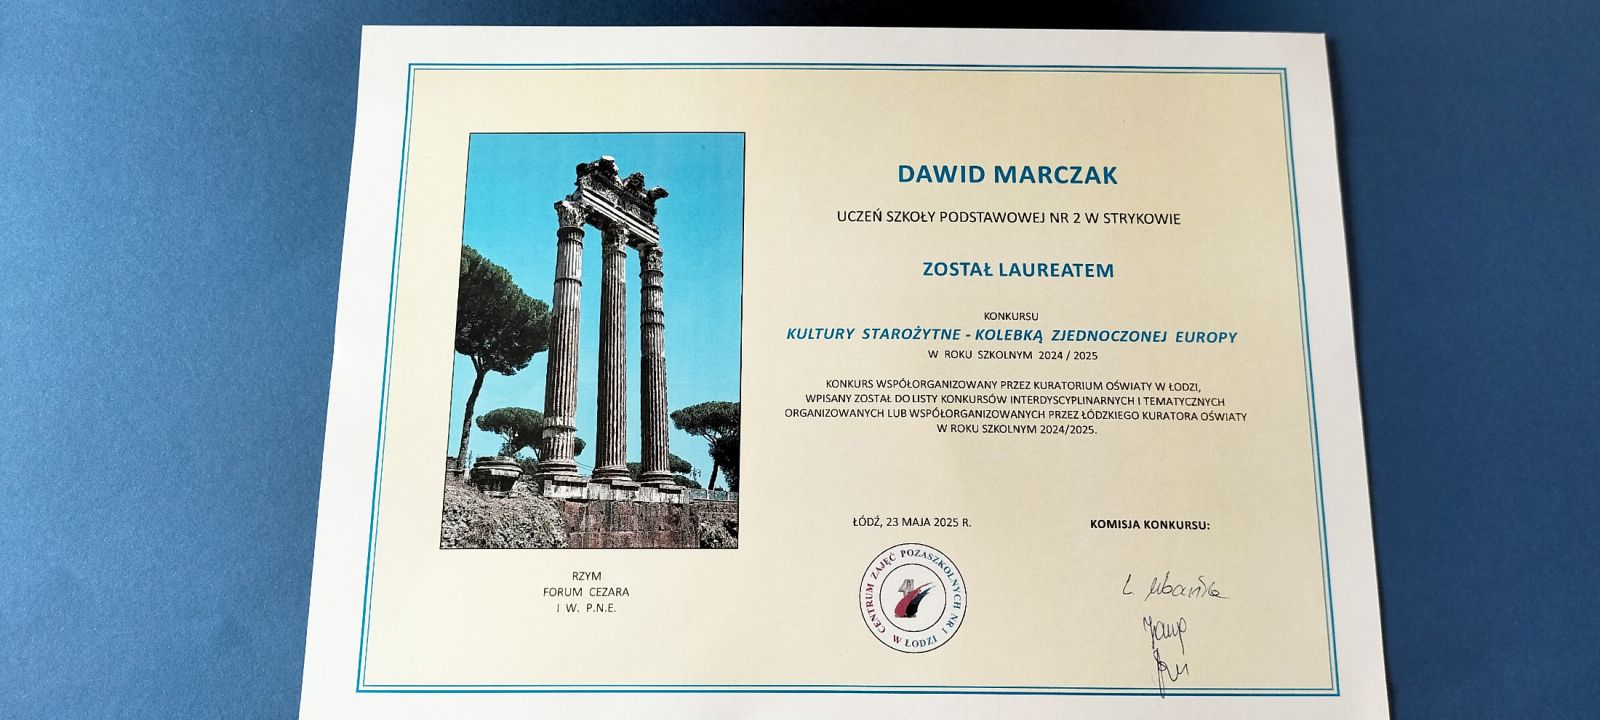 DAWID MARCZAK
UCZEŃ SZKOŁY PODSTAWOWEJ NR 2 W STRYKOWIE
ZOSTAŁ LAUREATEM
KONKURSU
KULTURY STAROŻYTNE - KOLEBKĄ ZJEDNOCZONEJ EUROPY
W ROKU SZKOLNYM 2024 / 2025
KONKURS WSPÓŁORGANIZOWANY PRZEZ KURATORIUM OŚWIATY W ŁODZI,
WPISANY ZOSTAŁ DO LISTY KONKURSÓW INTERDYSCYPLINARNYCH I TEMATYCZNYCH
ORGANIZOWANYCH LUB WSPÓŁORGANIZOWANYCH PRZEZ ŁÓDZKIEGO KURATORA OŚWIATY
W ROKU SZKOLNYM 2024/2025.
ŁÓDŹ, 23 MAJA 2025 R.
KOMISJA KONKURSU:
CENTRUM ZAJĘĆ POZASZKOLNYCH NR 1
W ŁODZI
RZYM
FORUM CEZARA
I W. P.N.E.